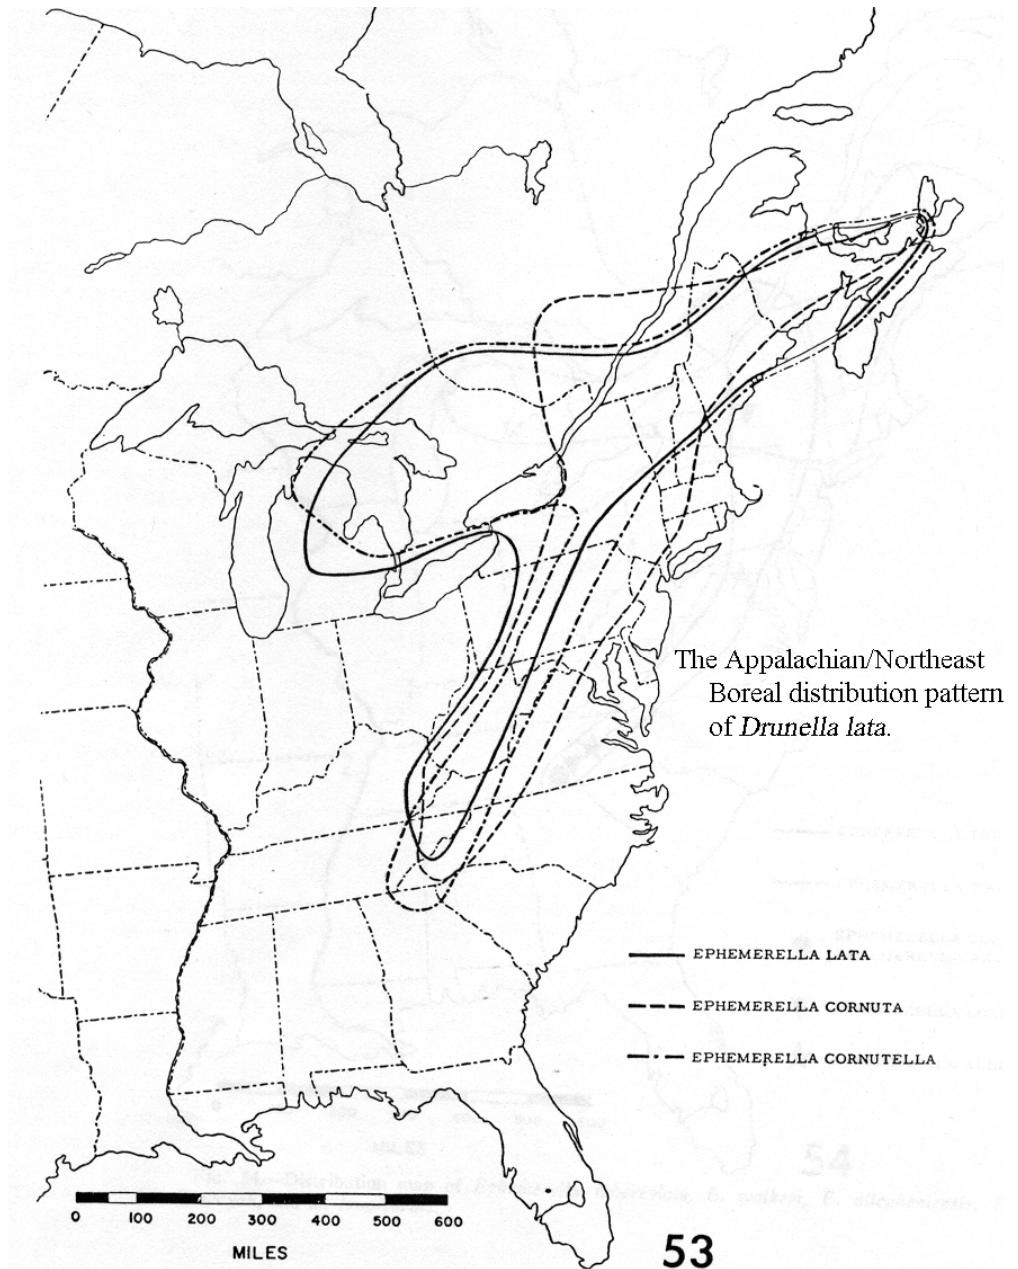 The Appalachian/Northeast
Boreal distribution pattern
of Drunella lata.
EPHEMERELLA LATA
EPHEMERELLA CORNUTA
EPHEMERELLA CORNUTELLA
54
0 100 200 300 400 500 600
MILES
53